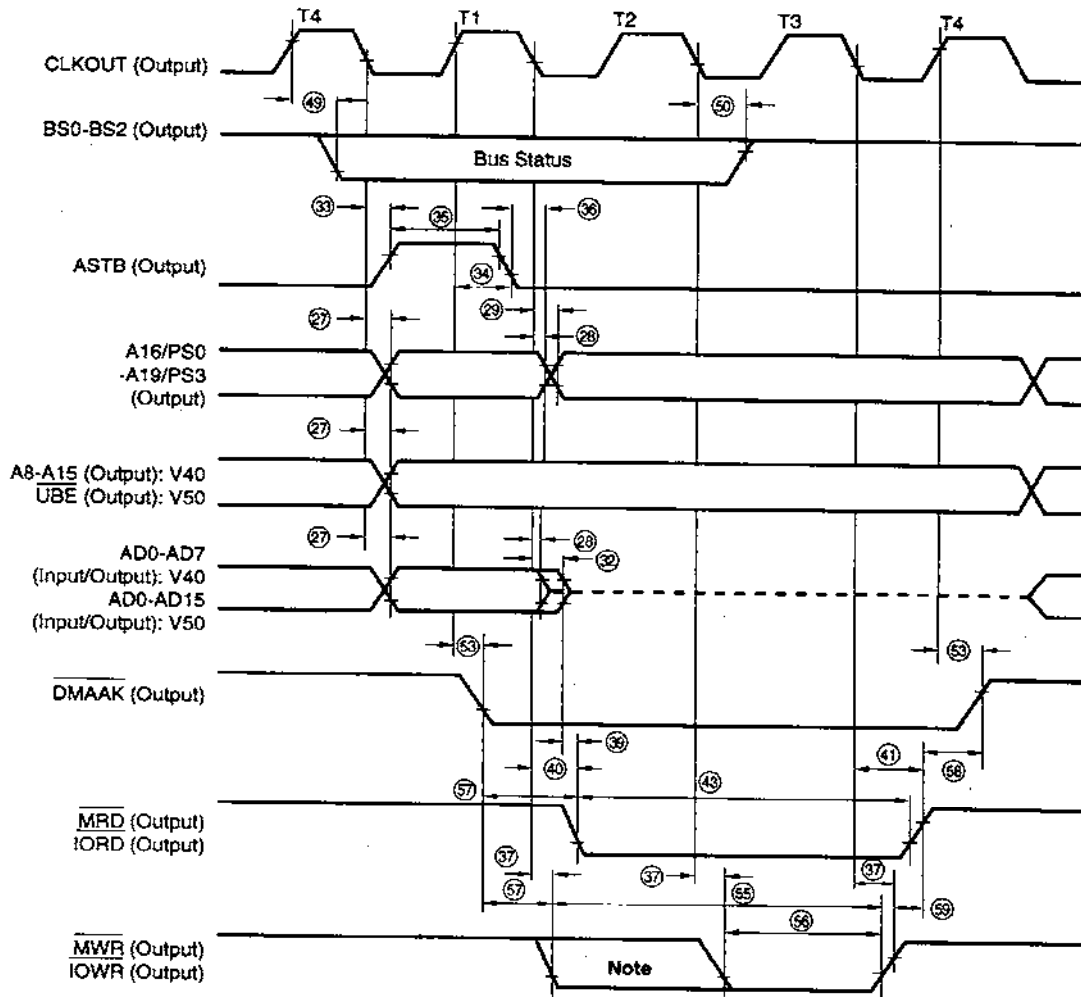 T4 T1 T2 T3 T4
CLKOUT (Output)
49 50
BS0-BS2 (Output)
Bus Status
33 35 36
ASTB (Output)
34
29
27 28
A16/PS0
-A19/PS3
(Output)
27
A8-A15 (Output): V40
UBE (Output): V50
27 28
AD0-AD7
32
(Input/Output): V40
AD0-AD15
(Input/Output): V50
53 53
DMAAK (Output)
39
40 41 58
57 43
MRD (Output)
IORD (Output)
37 37 37
57 55 59
56
MWR (Output)
IOWR (Output)
Note